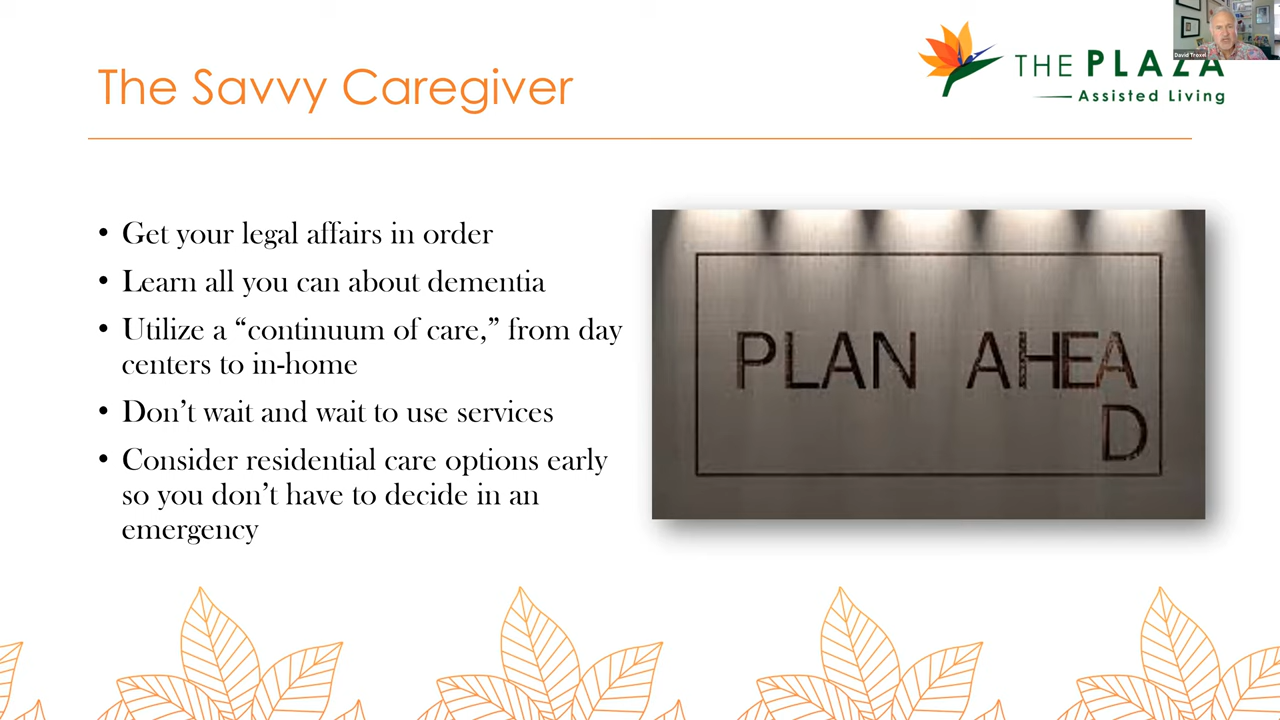 The Savvy Caregiver
THE PLAZA
Assisted Living
David Troxel
• Get your legal affairs in order
• Learn all you can about dementia
• Utilize a “continuum of care,” from day
centers to in-home
• Don’t wait and wait to use services
• Consider residential care options early
so you don’t have to decide in an
emergency
PLAN AHEA
D